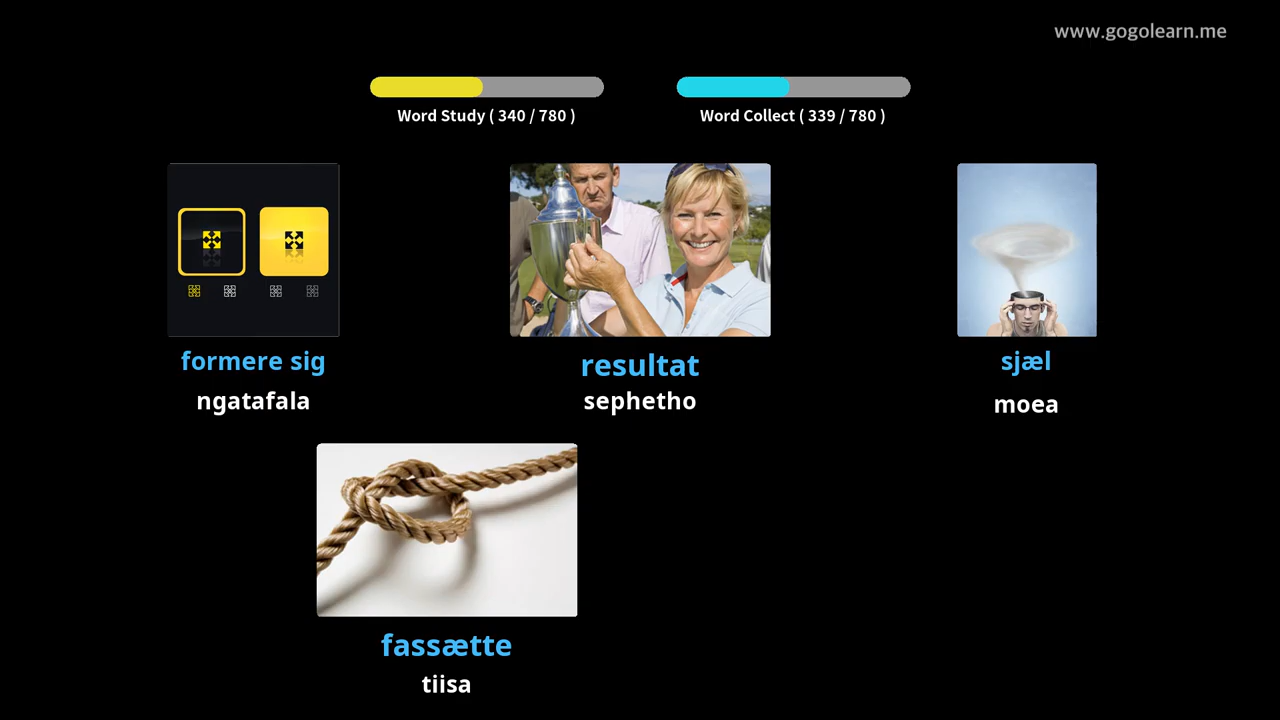 www.gogolearn.me
Word Study ( 340 / 780 )
Word Collect ( 339 / 780 )
formere sig
ngatafala
resultat
sephetho
sjæl
moea
fassætte
tiisa